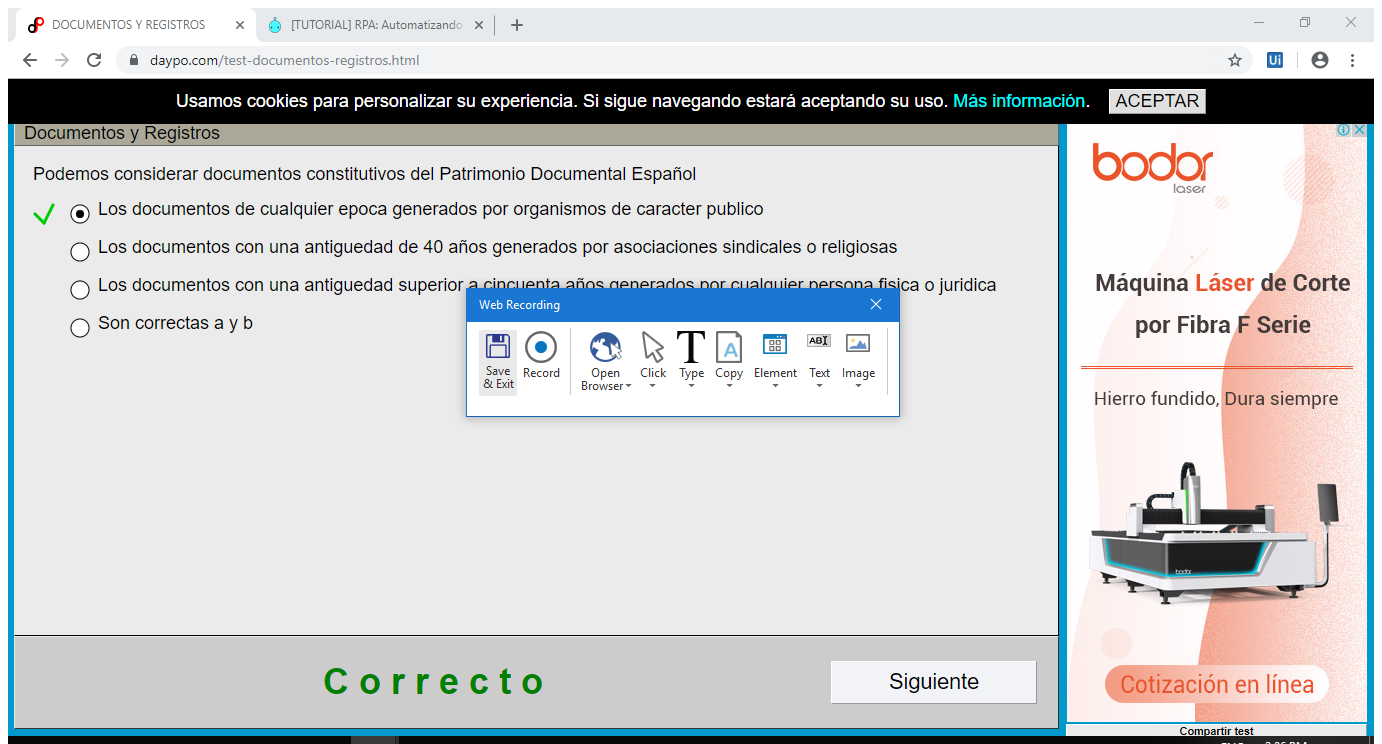 DOCUMENTOS Y REGISTROS
[TUTORIAL] RPA: Automatizando
daypo.com/test-documentos-registros.html
Ui
Usamos cookies para personalizar su experiencia. Si sigue navegando estará aceptando su uso. Más información. ACEPTAR
Documentos y Registros
Podemos considerar documentos constitutivos del Patrimonio Documental Español
Los documentos de cualquier epoca generados por organismos de caracter publico
Los documentos con una antiguedad de 40 años generados por asociaciones sindicales o religiosas
Los documentos con una antiguedad superior a cincuenta años generados por cualquier persona fisica o juridica
Son correctas a y b
Web Recording
Save & Exit
Record
Open Browser
Click
Type
Copy
Element
Text
Image
Correcto
Siguiente
bodor
laser
Máquina Láser de Corte
por Fibra F Serie
Hierro fundido, Dura siempre
bodor
Cotización en línea
Compartir test